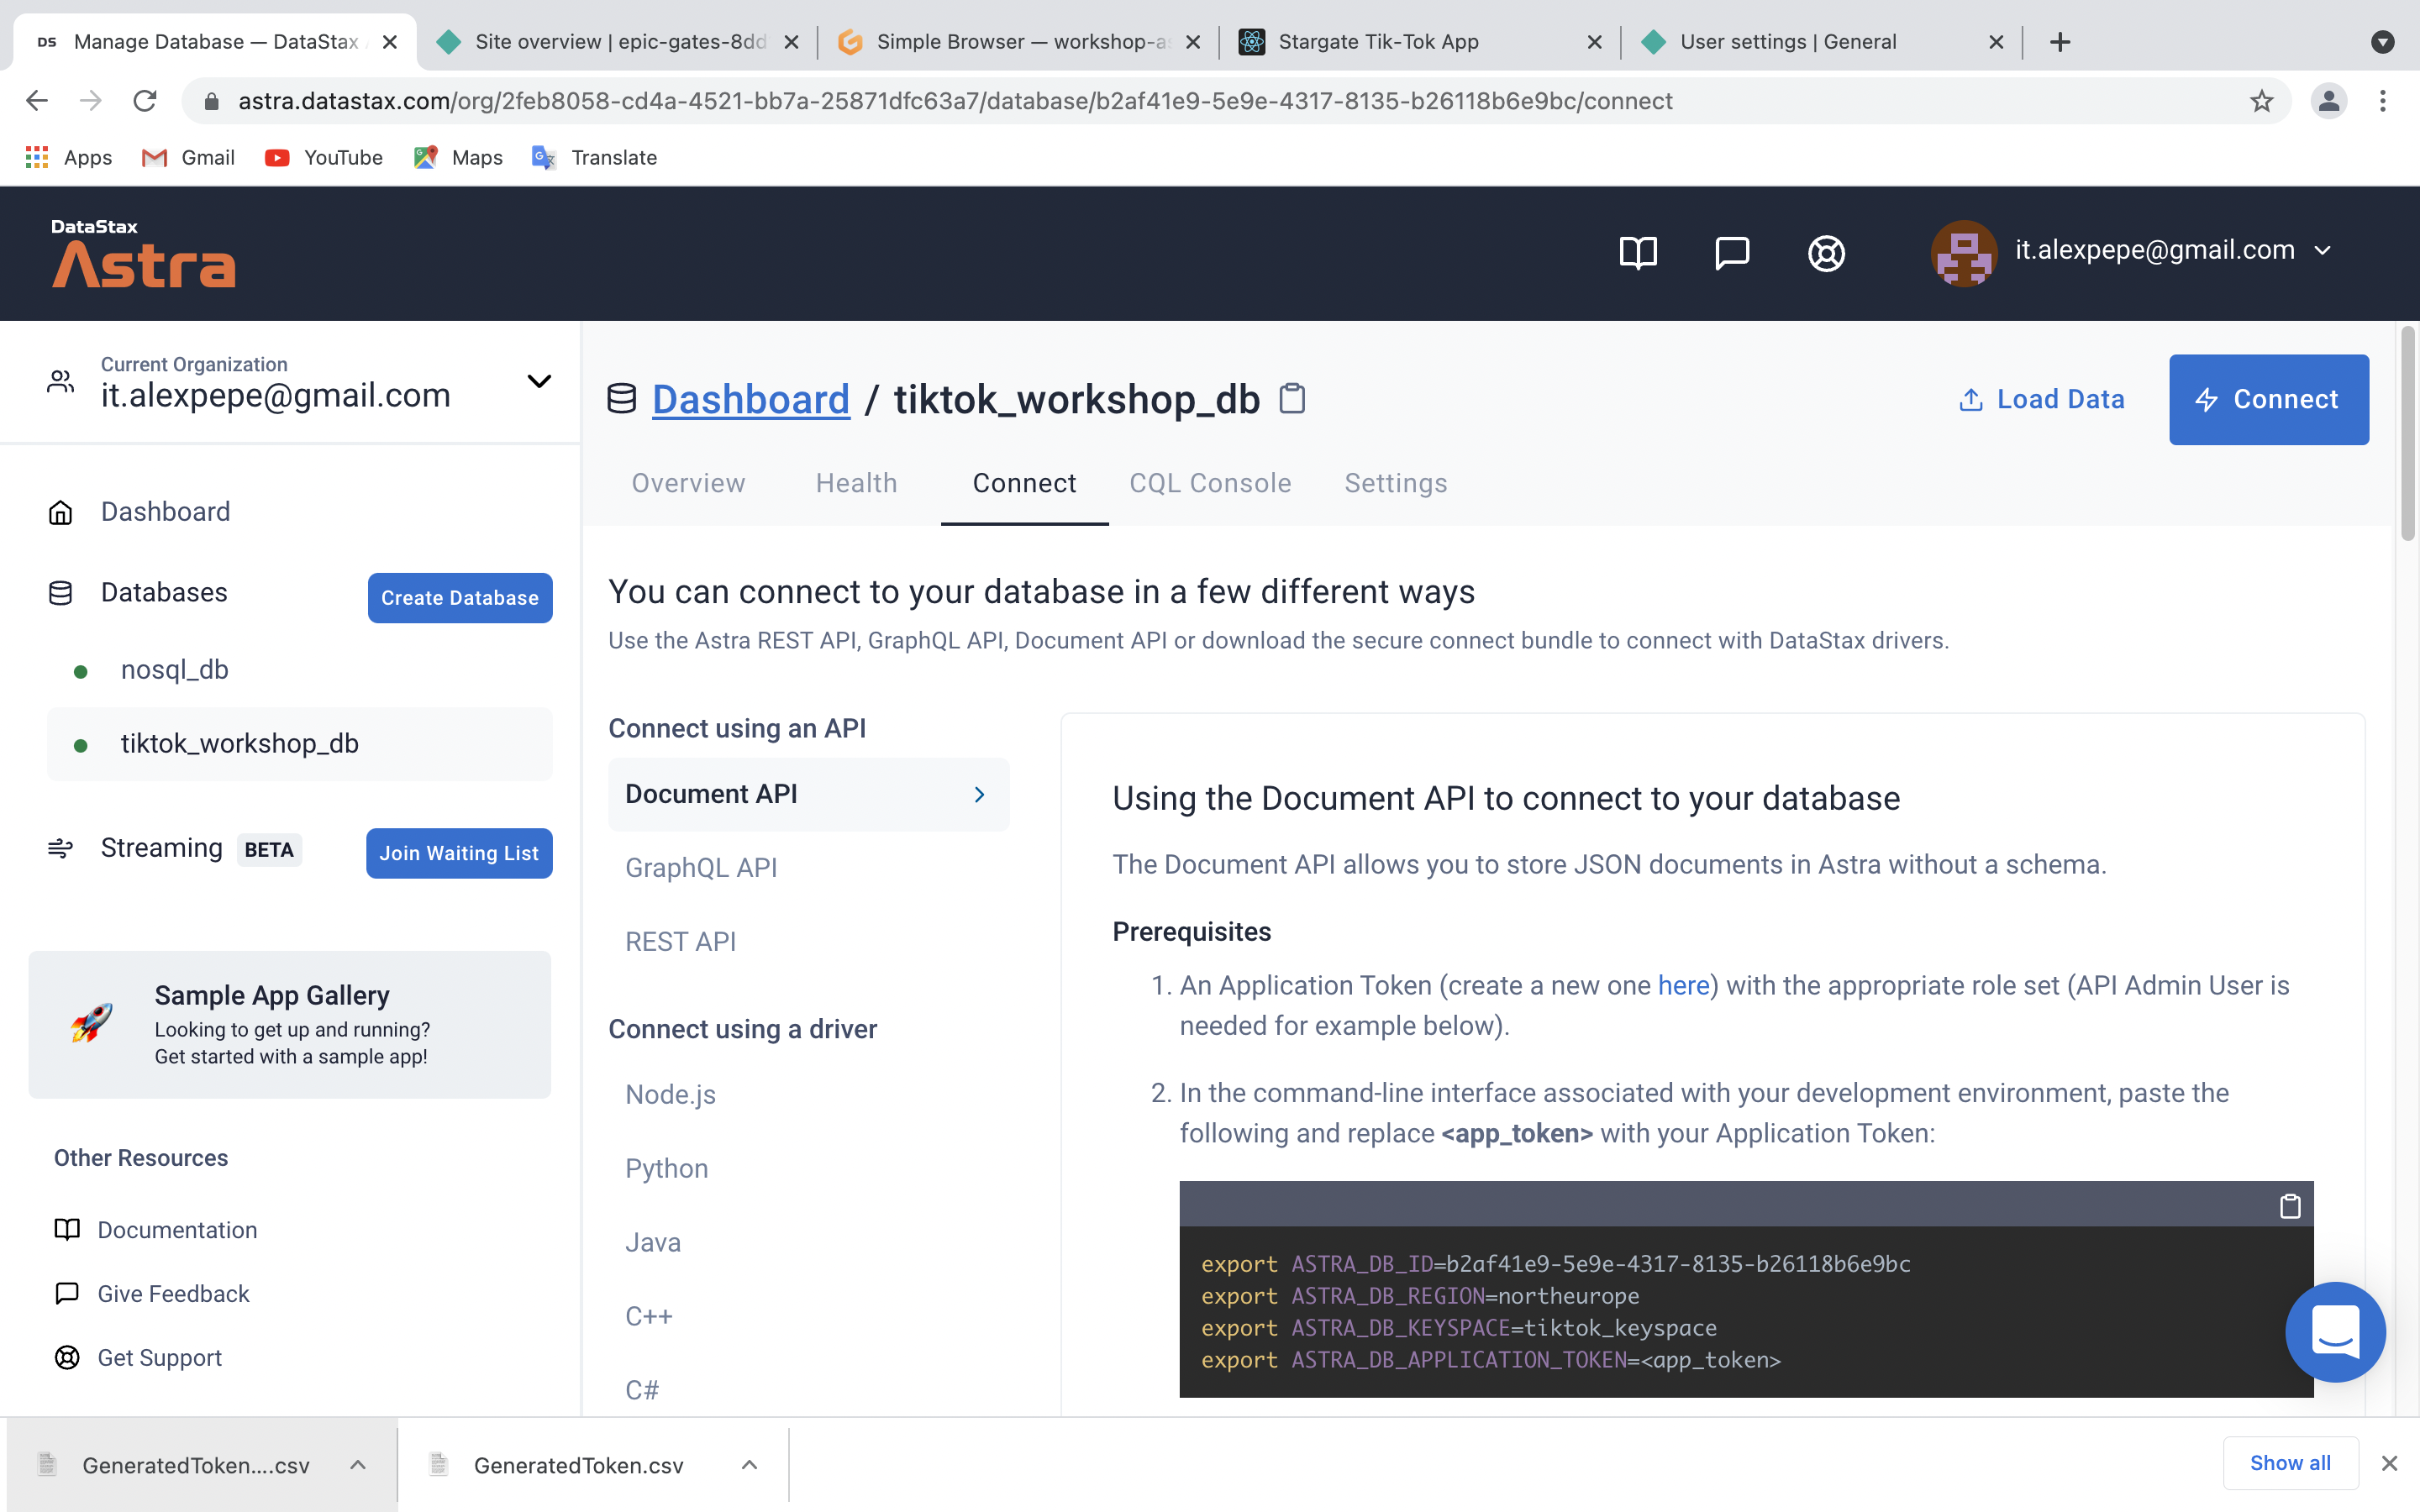 DS Manage Database — DataStax
Site overview | epic-gates-8dd
Simple Browser — workshop-as
Stargate Tik-Tok App
User settings | General
astra.datastax.com/org/2feb8058-cd4a-4521-bb7a-25871dfc63a7/database/b2af41e9-5e9e-4317-8135-b26118b6e9bc/connect
Apps
Gmail
YouTube
Maps
Translate
DataStax
Astra
it.alexpepe@gmail.com
Current Organization
it.alexpepe@gmail.com
Dashboard
Databases
Create Database
nosql_db
tiktok_workshop_db
Streaming BETA
Join Waiting List
Sample App Gallery
Looking to get up and running?
Get started with a sample app!
Other Resources
Documentation
Give Feedback
Get Support
Dashboard / tiktok_workshop_db
Load Data
Connect
Overview
Health
Connect
CQL Console
Settings
You can connect to your database in a few different ways
Use the Astra REST API, GraphQL API, Document API or download the secure connect bundle to connect with DataStax drivers.
Connect using an API
Document API
GraphQL API
REST API
Connect using a driver
Node.js
Python
Java
C++
C#
Using the Document API to connect to your database
The Document API allows you to store JSON documents in Astra without a schema.
Prerequisites
1. An Application Token (create a new one here) with the appropriate role set (API Admin User is
needed for example below).
2. In the command-line interface associated with your development environment, paste the
following and replace <app_token> with your Application Token:
export ASTRA_DB_ID=b2af41e9-5e9e-4317-8135-b26118b6e9bc
export ASTRA_DB_REGION=northeurope
export ASTRA_DB_KEYSPACE=tiktok_keyspace
export ASTRA_DB_APPLICATION_TOKEN=<app_token>
GeneratedToken....csv
GeneratedToken.csv
Show all